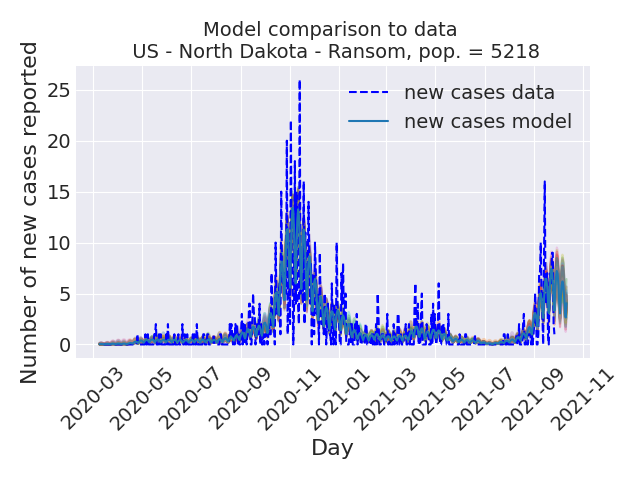 Model comparison to data
US - North Dakota - Ransom, pop. = 5218
Number of new cases reported
25
20
15
10
5
0
new cases data
new cases model
2020-03
2020-05
2020-07
2020-09
2020-11
2021-01
2021-03
2021-05
2021-07
2021-09
2021-11
Day